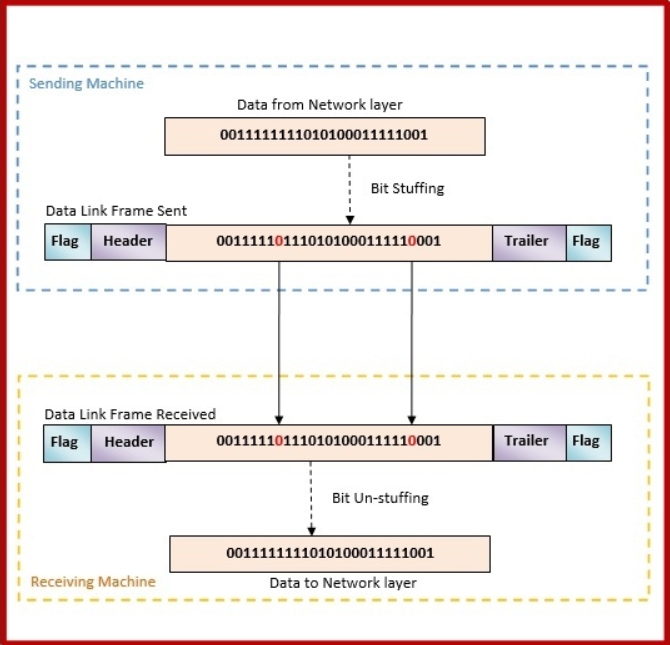 Sending Machine
Data from Network layer
0011111111010100011111001
Bit Stuffing
Data Link Frame Sent
Flag Header 001111101110101000111110001 Trailer Flag
Data Link Frame Received
Flag Header 001111101110101000111110001 Trailer Flag
Bit Un-stuffing
0011111111010100011111001
Receiving Machine
Data to Network layer